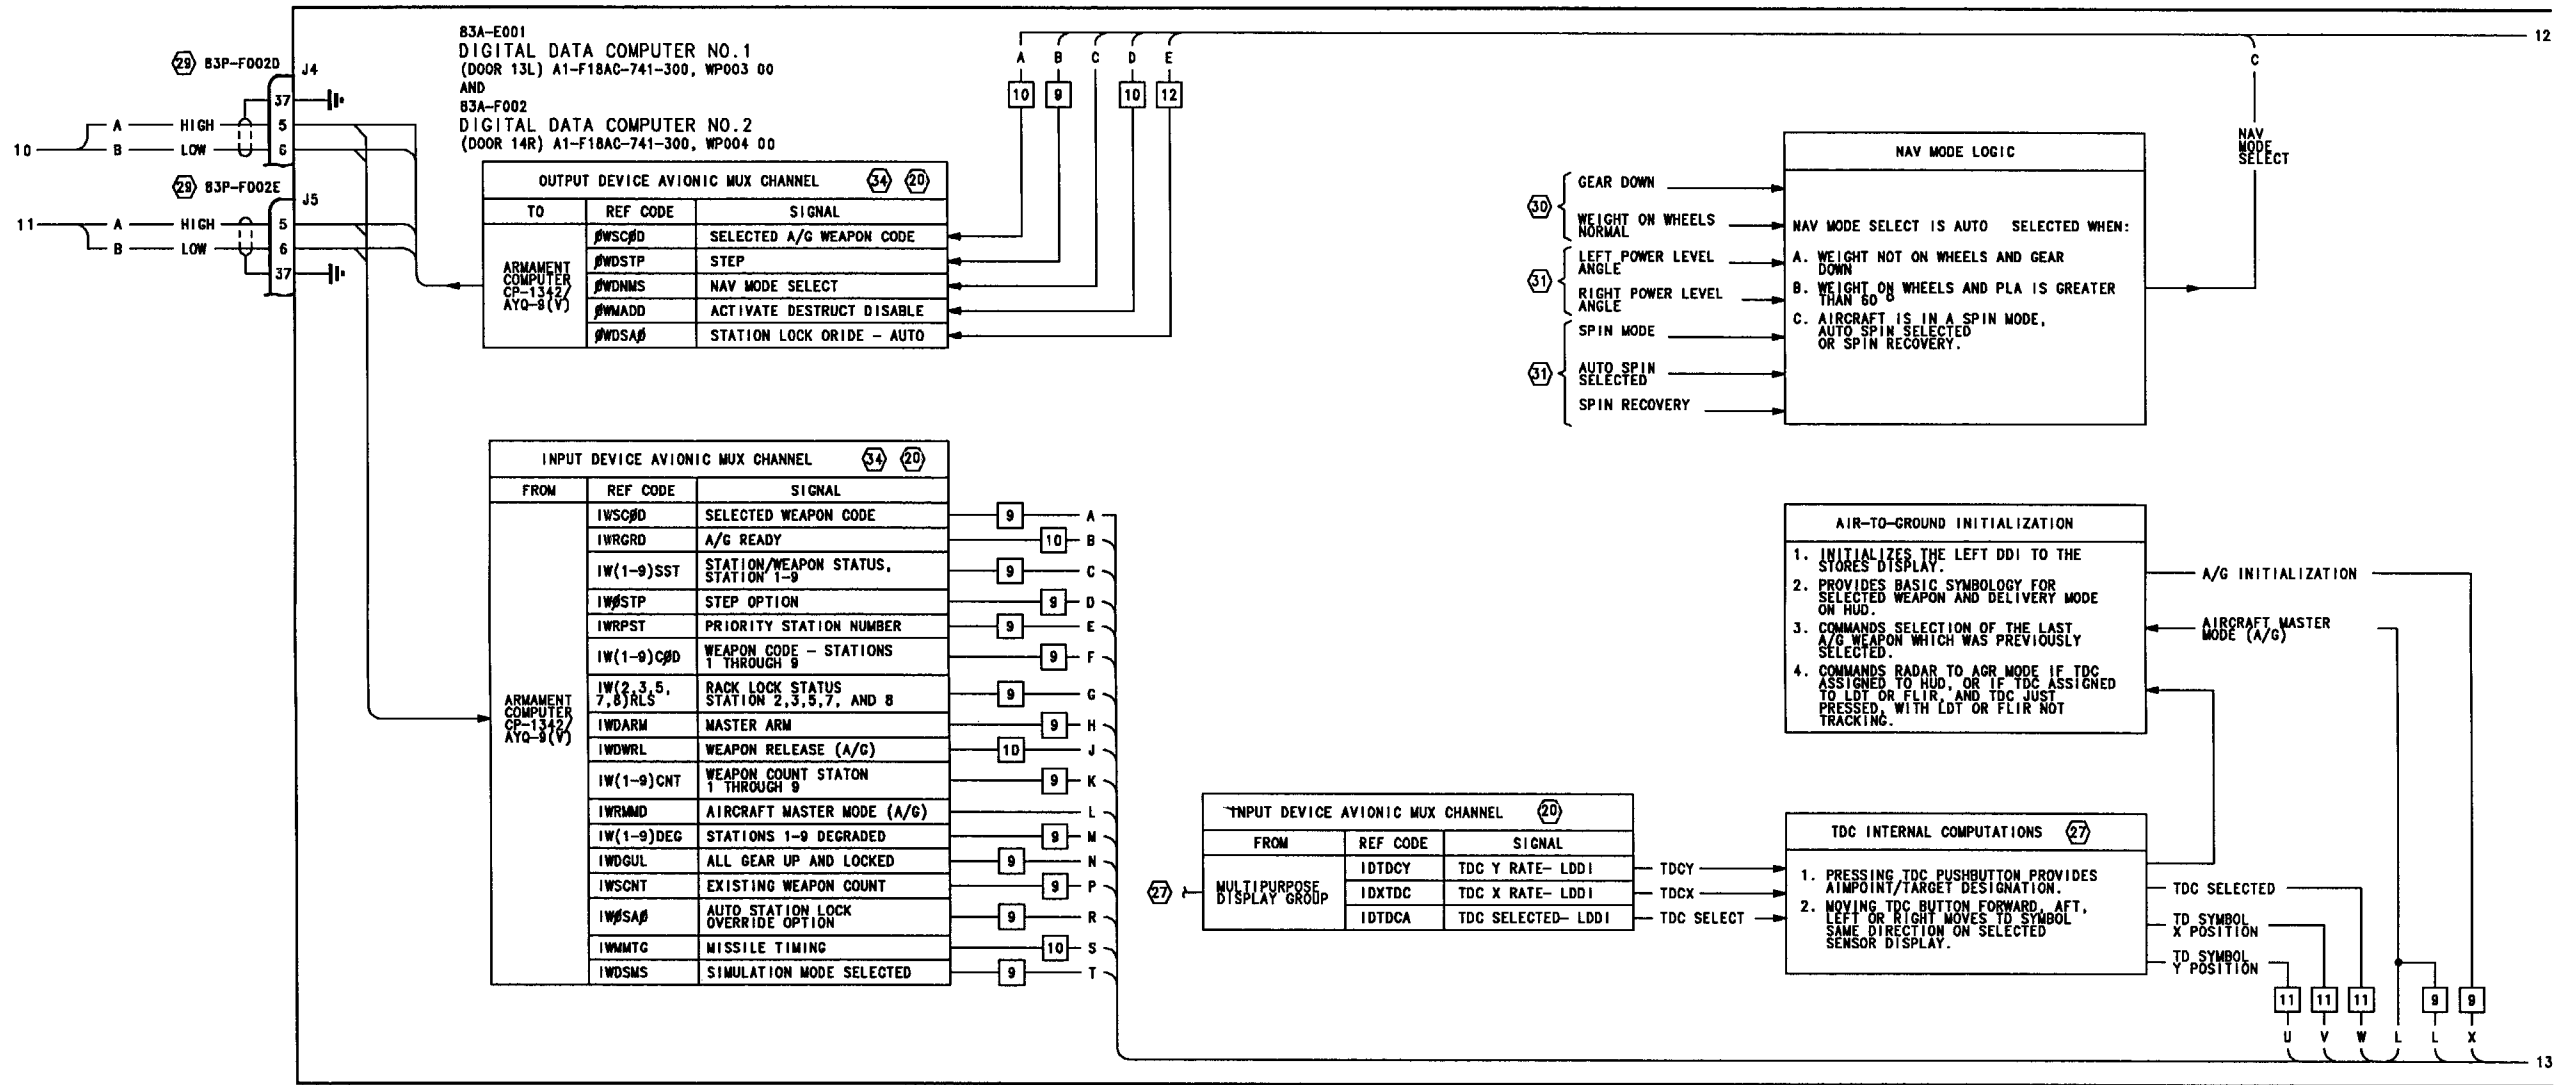 83A-E001
DIGITAL DATA COMPUTER NO.1
(DOOR 13L) A1-F18AC-741-300, WP003 00
AND
83A-F002
DIGITAL DATA COMPUTER NO.2
(DOOR 14R) A1-F18AC-741-300, WP004 00
29 83P-F002D J4
37
10 A HIGH 5
B LOW 6
29 83P-F002E J5
11 A HIGH 5
B LOW 6
37
A B C D E
10 9 10 12
12
C
NAV
MODE
SELECT
OUTPUT DEVICE AVIONIC MUX CHANNEL 34 20
TO REF CODE SIGNAL
ARMAMENT
COMPUTER
CP-1342/
AYQ-9(V)
ØWSCØD SELECTED A/G WEAPON CODE
ØWDSTP STEP
ØWDNMS NAV MODE SELECT
ØWMADD ACTIVATE DESTRUCT DISABLE
ØWDSAØ STATION LOCK ORIDE - AUTO
30
GEAR DOWN
WEIGHT ON WHEELS
NORMAL
31
LEFT POWER LEVEL
ANGLE
RIGHT POWER LEVEL
ANGLE
31
SPIN MODE
AUTO SPIN
SELECTED
SPIN RECOVERY
NAV MODE LOGIC
NAV MODE SELECT IS AUTO SELECTED WHEN:
A. WEIGHT NOT ON WHEELS AND GEAR
DOWN
B. WEIGHT ON WHEELS AND PLA IS GREATER
THAN 60 °
C. AIRCRAFT IS IN A SPIN MODE,
AUTO SPIN SELECTED
OR SPIN RECOVERY.
INPUT DEVICE AVIONIC MUX CHANNEL 34 20
FROM REF CODE SIGNAL
ARMAMENT
COMPUTER
CP-1342/
AYQ-9(V)
IWSCØD SELECTED WEAPON CODE 9 A
IWRGRD A/G READY 10 B
IW(1-9)SST STATION/WEAPON STATUS,
STATION 1-9 9 C
IWØSTP STEP OPTION 9 D
IWRPST PRIORITY STATION NUMBER 9 E
IW(1-9)CØD WEAPON CODE - STATIONS
1 THROUGH 9 9 F
IW(2,3,5,
7,8)RLS RACK LOCK STATUS
STATION 2,3,5,7, AND 8 9 G
IWDARM MASTER ARM 9 H
IWDWRL WEAPON RELEASE (A/G) 10 J
IW(1-9)CNT WEAPON COUNT STATON
1 THROUGH 9 9 K
IWRMMD AIRCRAFT MASTER MODE (A/G) L
IW(1-9)DEG STATIONS 1-9 DEGRADED 9 M
IWDGUL ALL GEAR UP AND LOCKED 9 N
IWSCNT EXISTING WEAPON COUNT 9 P
IWØSAØ AUTO STATION LOCK
OVERRIDE OPTION 9 R
IWMMTG MISSILE TIMING 10 S
IWDSMS SIMULATION MODE SELECTED 9 T
AIR-TO-GROUND INITIALIZATION
1. INITIALIZES THE LEFT DDI TO THE
STORES DISPLAY.
2. PROVIDES BASIC SYMBOLOGY FOR
SELECTED WEAPON AND DELIVERY MODE
ON HUD.
3. COMMANDS SELECTION OF THE LAST
A/G WEAPON WHICH WAS PREVIOUSLY
SELECTED.
4. COMMANDS RADAR TO AGR MODE IF TDC
ASSIGNED TO HUD, OR IF TDC ASSIGNED
TO LDT OR FLIR, AND TDC JUST
PRESSED, WITH LDT OR FLIR NOT
TRACKING.
A/G INITIALIZATION
AIRCRAFT MASTER
MODE (A/G)
INPUT DEVICE AVIONIC MUX CHANNEL 20
FROM REF CODE SIGNAL
27
MULTIPURPOSE
DISPLAY GROUP
IDTDCY TDC Y RATE- LDDI TDCY
IDXTDC TDC X RATE- LDDI TDCX
IDTDCA TDC SELECTED- LDDI TDC SELECT
TDC INTERNAL COMPUTATIONS 27
1. PRESSING TDC PUSHBUTTON PROVIDES
AIMPOINT/TARGET DESIGNATION.
2. MOVING TDC BUTTON FORWARD, AFT,
LEFT OR RIGHT MOVES TD SYMBOL
SAME DIRECTION ON SELECTED
SENSOR DISPLAY.
TDC SELECTED
TD SYMBOL
X POSITION
TD SYMBOL
Y POSITION
11 11 11 9 9
U V W L L X
13